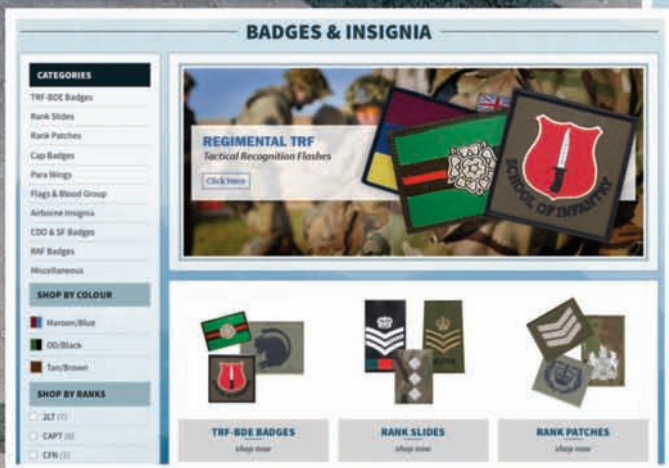 BADGES & INSIGNIA
CATEGORIES
TRF-BDE Badges
Rank Slides
Rank Patches
Cap Badges
Para Wings
Flags & Blood Group
Airborne Insignia
CDO & SF Badges
RAF Badges
Miscellaneous
SHOP BY COLOUR
Maroon/Blue
OD/Black
Tan/Brown
SHOP BY RANKS
2LT (7)
CAPT (8)
REGIMENTAL TRF
Tactical Recognition Flashes
Click Here
SCHOOL OF INFANTRY
TRF-BDE BADGES
shop now
RANK SLIDES
shop now
RANK PATCHES
shop now